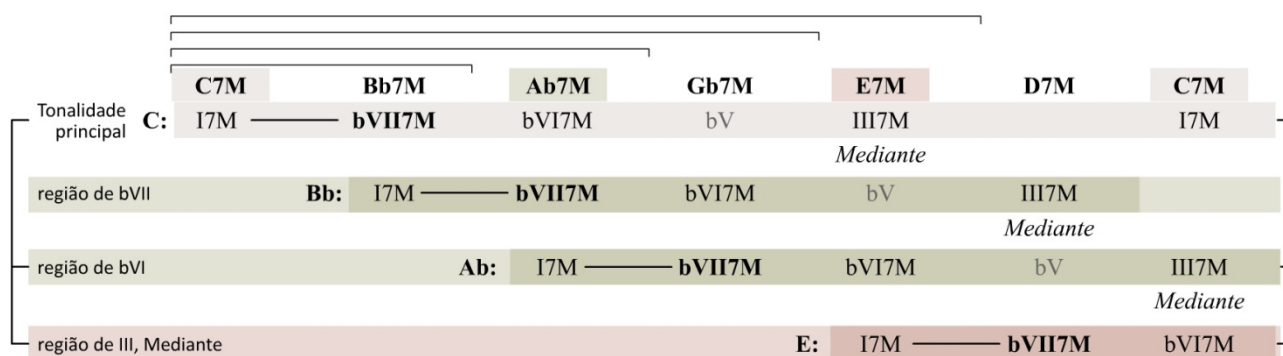 C7M Bb7M Ab7M Gb7M E7M D7M C7M
Tonalidade principal C: I7M bVII7M bVI7M bV III7M I7M
Mediante
região de bVII Bb: I7M bVII7M bVI7M bV III7M
Mediante
região de bVI Ab: I7M bVII7M bVI7M bV III7M
Mediante
região de III, Mediante E: I7M bVII7M bVI7M